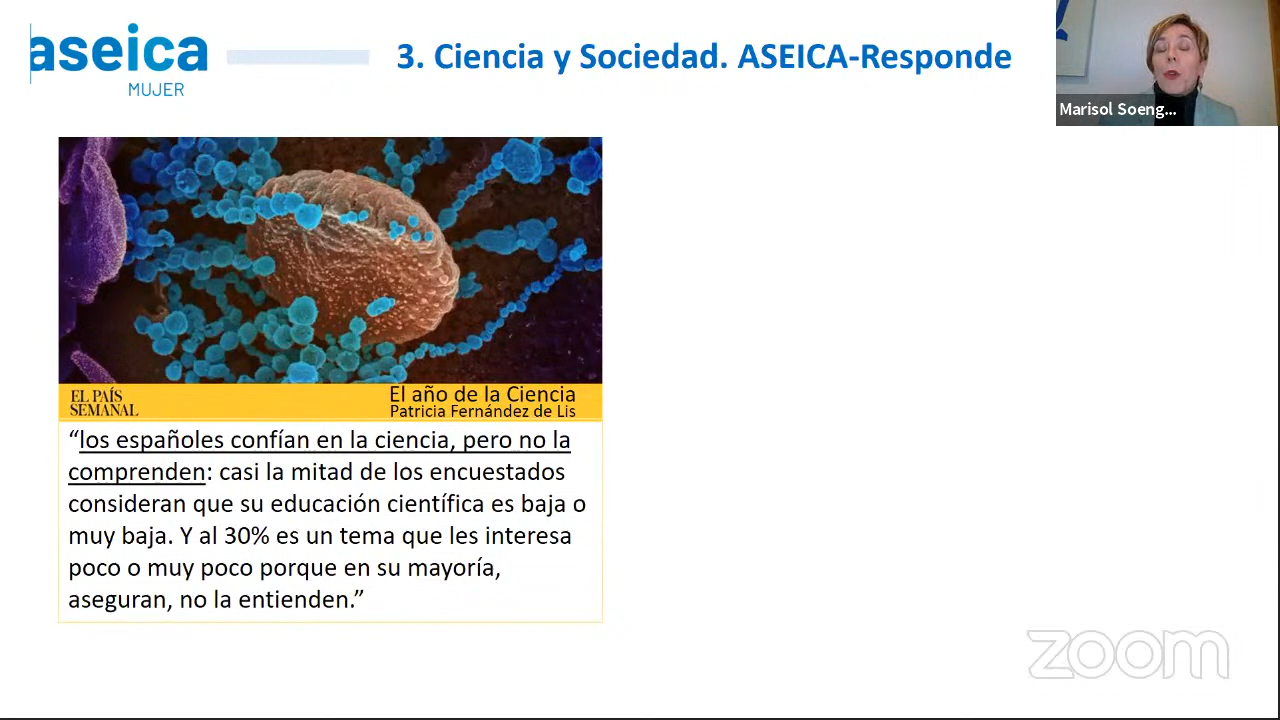 aseica
MUJER
3. Ciencia y Sociedad. ASEICA-Responde
Marisol Soeng...
EL PAÍS
SEMANAL
El año de la Ciencia
Patricia Fernández de Lis
“los españoles confían en la ciencia, pero no la
comprenden: casi la mitad de los encuestados
consideran que su educación científica es baja o
muy baja. Y al 30% es un tema que les interesa
poco o muy poco porque en su mayoría,
aseguran, no la entienden.”
zoom